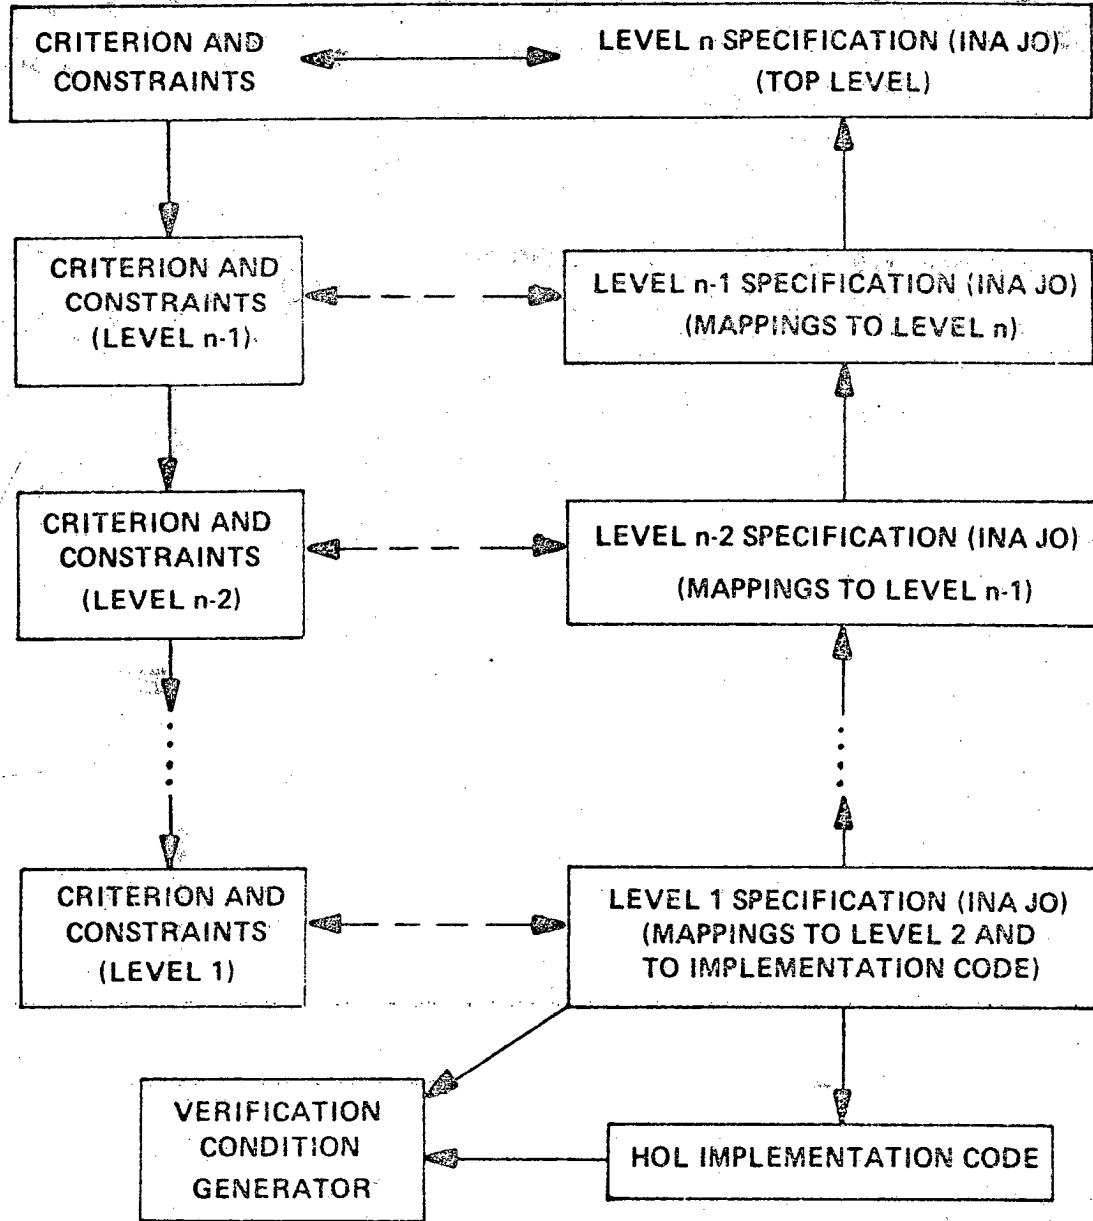 CRITERION AND
CONSTRAINTS
LEVEL n SPECIFICATION (INA JO)
(TOP LEVEL)
CRITERION AND
CONSTRAINTS
(LEVEL n-1)
LEVEL n-1 SPECIFICATION (INA JO)
(MAPPINGS TO LEVEL n)
CRITERION AND
CONSTRAINTS
(LEVEL n-2)
LEVEL n-2 SPECIFICATION (INA JO)
(MAPPINGS TO LEVEL n-1)
CRITERION AND
CONSTRAINTS
(LEVEL 1)
LEVEL 1 SPECIFICATION (INA JO)
(MAPPINGS TO LEVEL 2 AND
TO IMPLEMENTATION CODE)
VERIFICATION
CONDITION
GENERATOR
HOL IMPLEMENTATION CODE